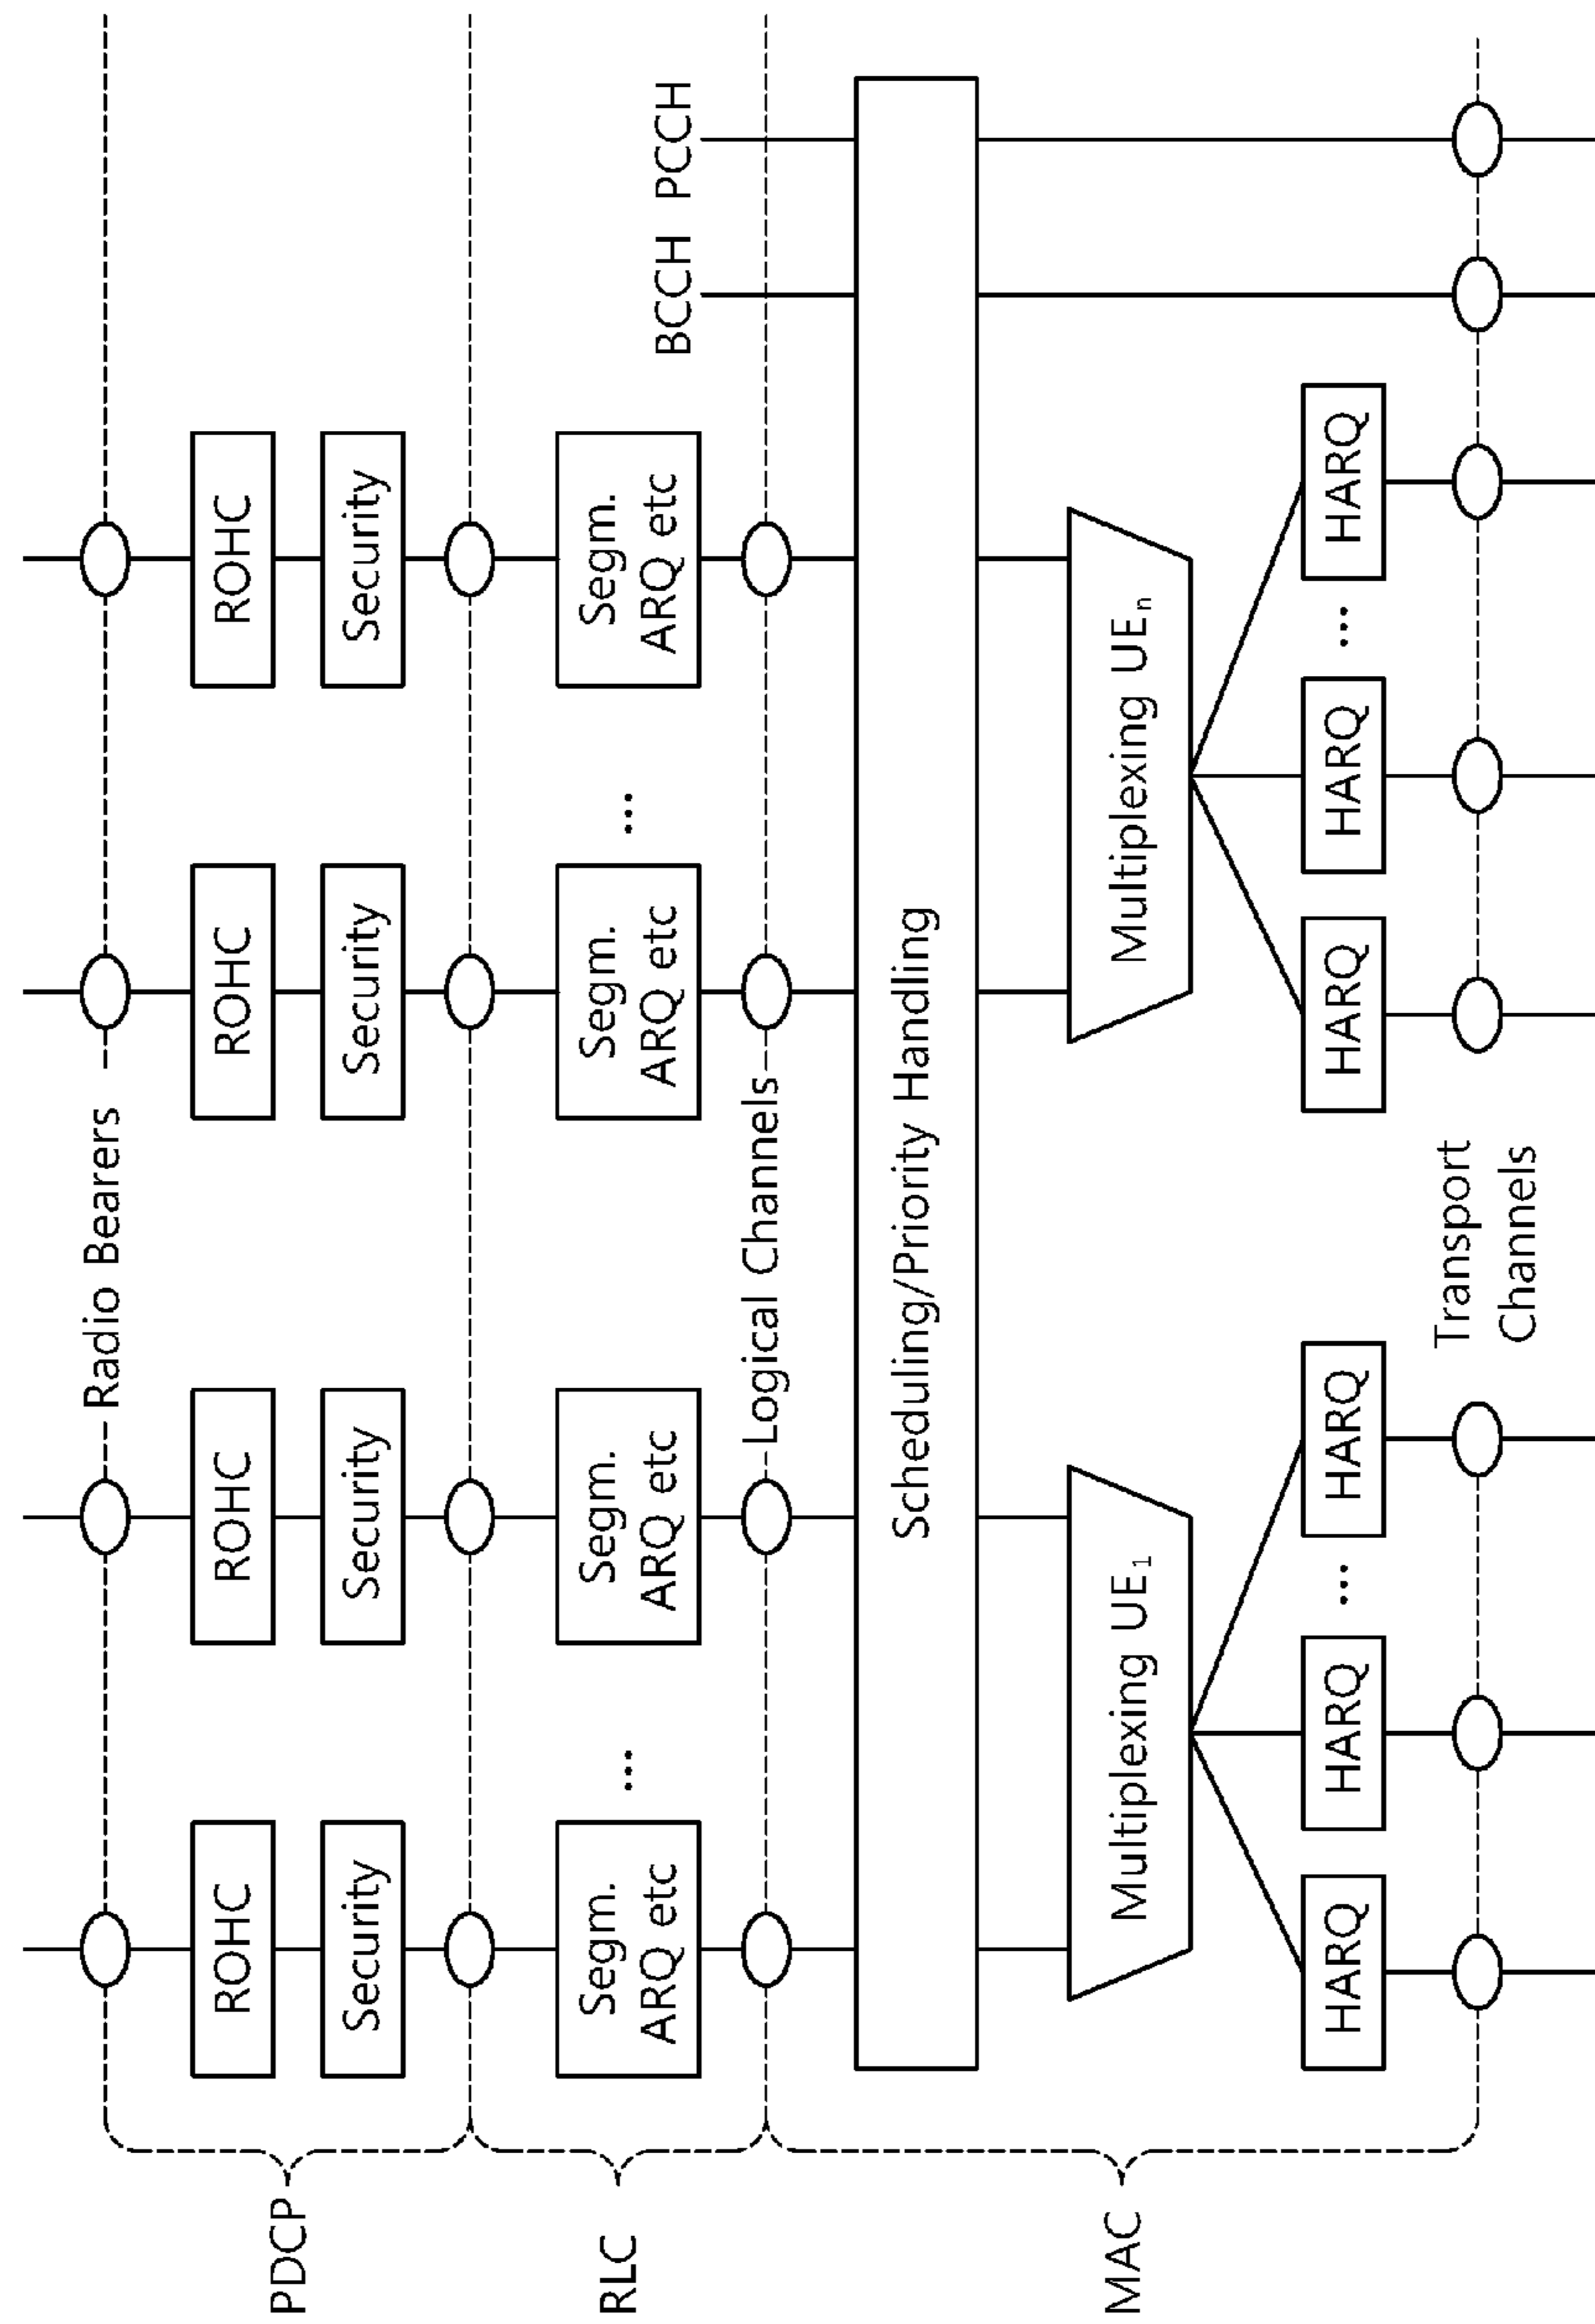 Radio Bearers
ROHC
ROHC
ROHC
ROHC
PDCP
Security
Security
Security
Security
RLC
Segm.
ARQ etc
...
Segm.
ARQ etc
Segm.
ARQ etc
...
Segm.
ARQ etc
BCCH
PCCH
Logical Channels
Scheduling/Priority Handling
MAC
Multiplexing UE₁
Multiplexing UEₙ
HARQ
HARQ
...
HARQ
HARQ
HARQ
...
HARQ
Transport
Channels